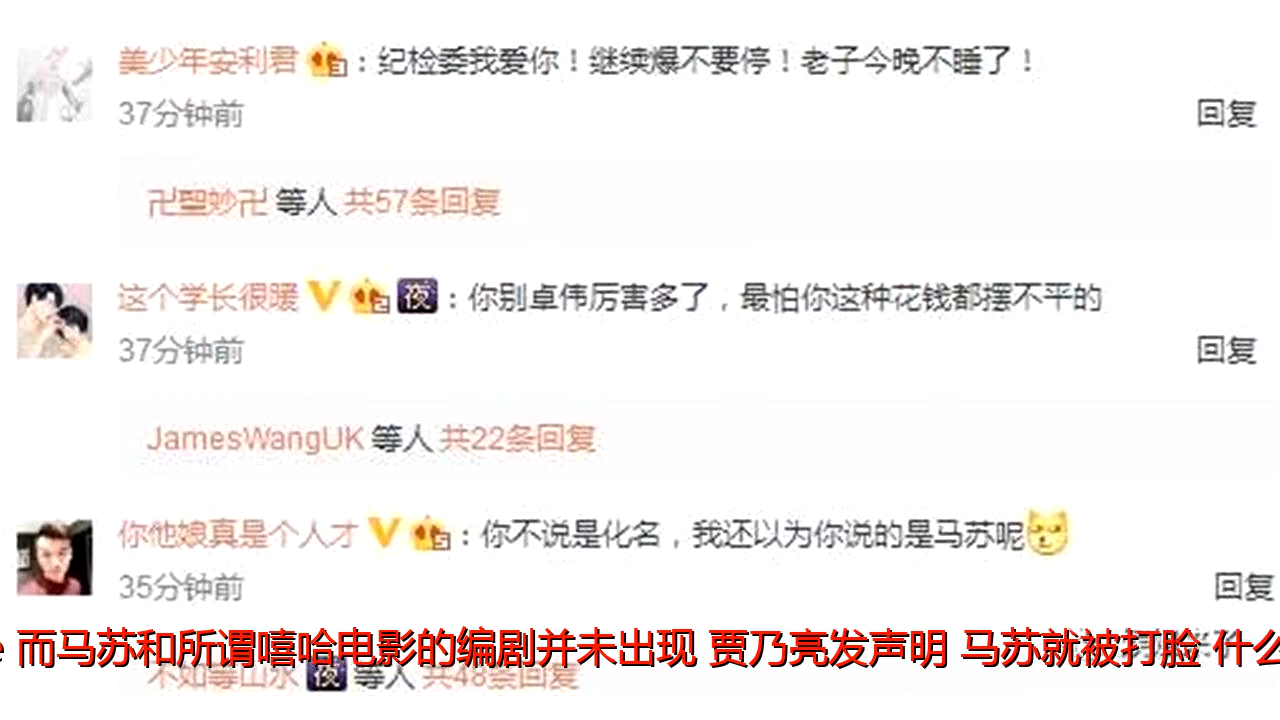 美少年安利君：纪检委我爱你！继续爆不要停！老子今晚不睡了！
37分钟前 回复
卍聖妙卍 等人 共57条回复
这个学长很暖 V 夜：你别卓伟厉害多了，最怕你这种花钱都摆不平的
37分钟前 回复
JamesWangUK 等人 共22条回复
你他娘真是个人才 V：你不说是化名，我还以为你说的是马苏呢
35分钟前 回复
而马苏和所谓嘻哈电影的编剧并未出现 贾乃亮发声明 马苏就被打脸 什么
不如等山水 夜 等人 共48条回复